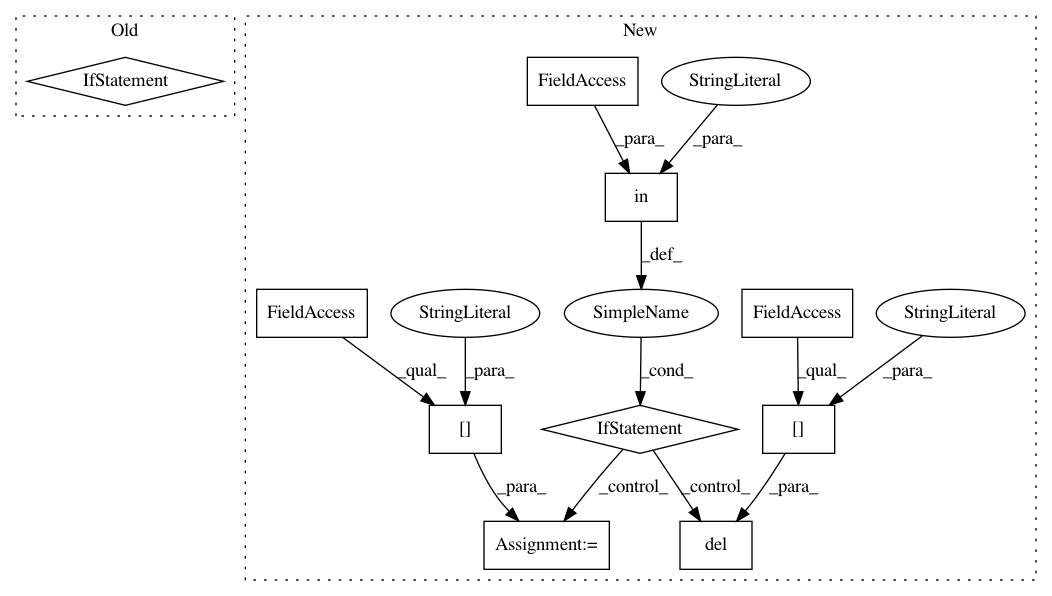 Old
New
IfStatement
FieldAccess
StringLiteral
_para_
_para_
in
_def_
FieldAccess
StringLiteral
SimpleName
FieldAccess
StringLiteral
_qual_
_para_
_cond_
_qual_
_para_
[]
IfStatement
[]
_para_
_control_
_control_
_para_
Assignment:=
del